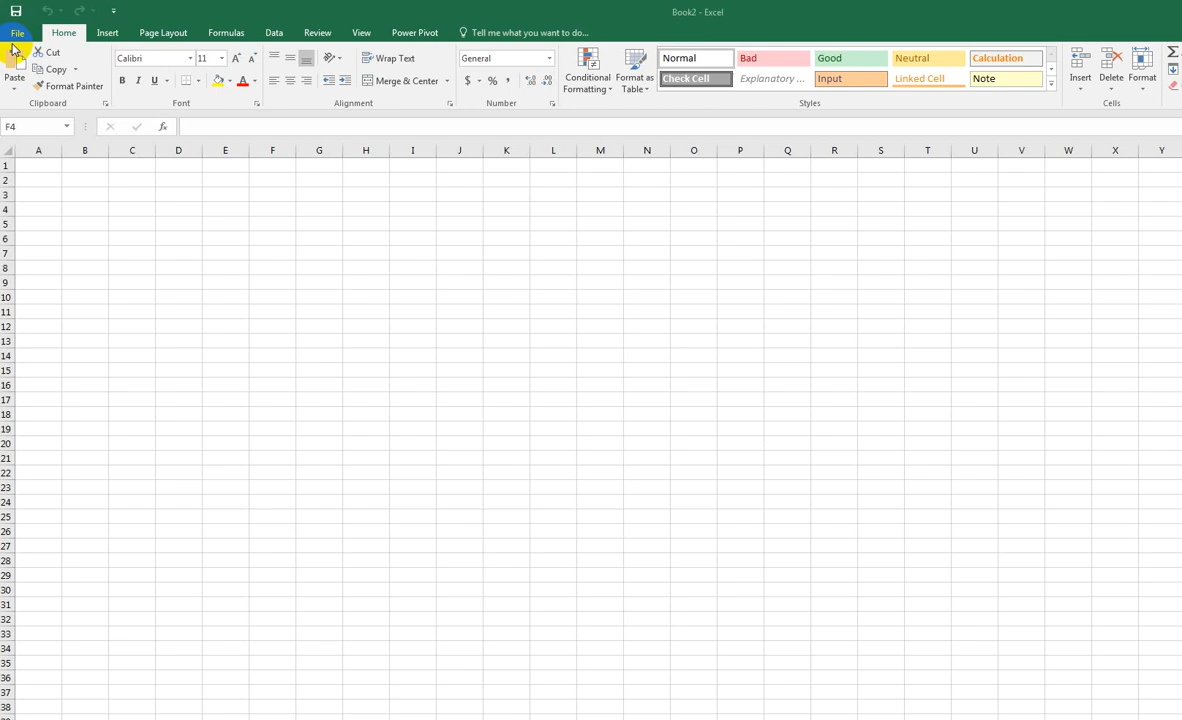 Book2 - Excel
File Home Insert Page Layout Formulas Data Review View Power Pivot Tell me what you want to do...
Paste
Cut
Copy
Format Painter
Clipboard
Calibri 11
B I U
Font
Wrap Text
Merge & Center
Alignment
General
$ % ,
Number
Conditional
Formatting
Format as
Table
Normal Bad Good Neutral Calculation
Check Cell Explanatory ... Input Linked Cell Note
Styles
Insert Delete Format
Cells
F4 fx
A B C D E F G H I J K L M N O P Q R S T U V W X Y
1
2
3
4
5
6
7
8
9
10
11
12
13
14
15
16
17
18
19
20
21
22
23
24
25
26
27
28
29
30
31
32
33
34
35
36
37
38